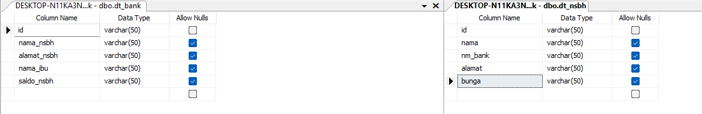 DESKTOP-N11KA3N...k - dbo.dt_bank
Column Name Data Type Allow Nulls
id varchar(50)
nama_nsbh varchar(50)
alamat_nsbh varchar(50)
nama_ibu varchar(50)
saldo_nsbh varchar(50)
DESKTOP-N11KA3N...k - dbo.dt_nsbh
Column Name Data Type Allow Nulls
id varchar(50)
nama varchar(50)
nm_bank varchar(50)
alamat varchar(50)
bunga varchar(50)